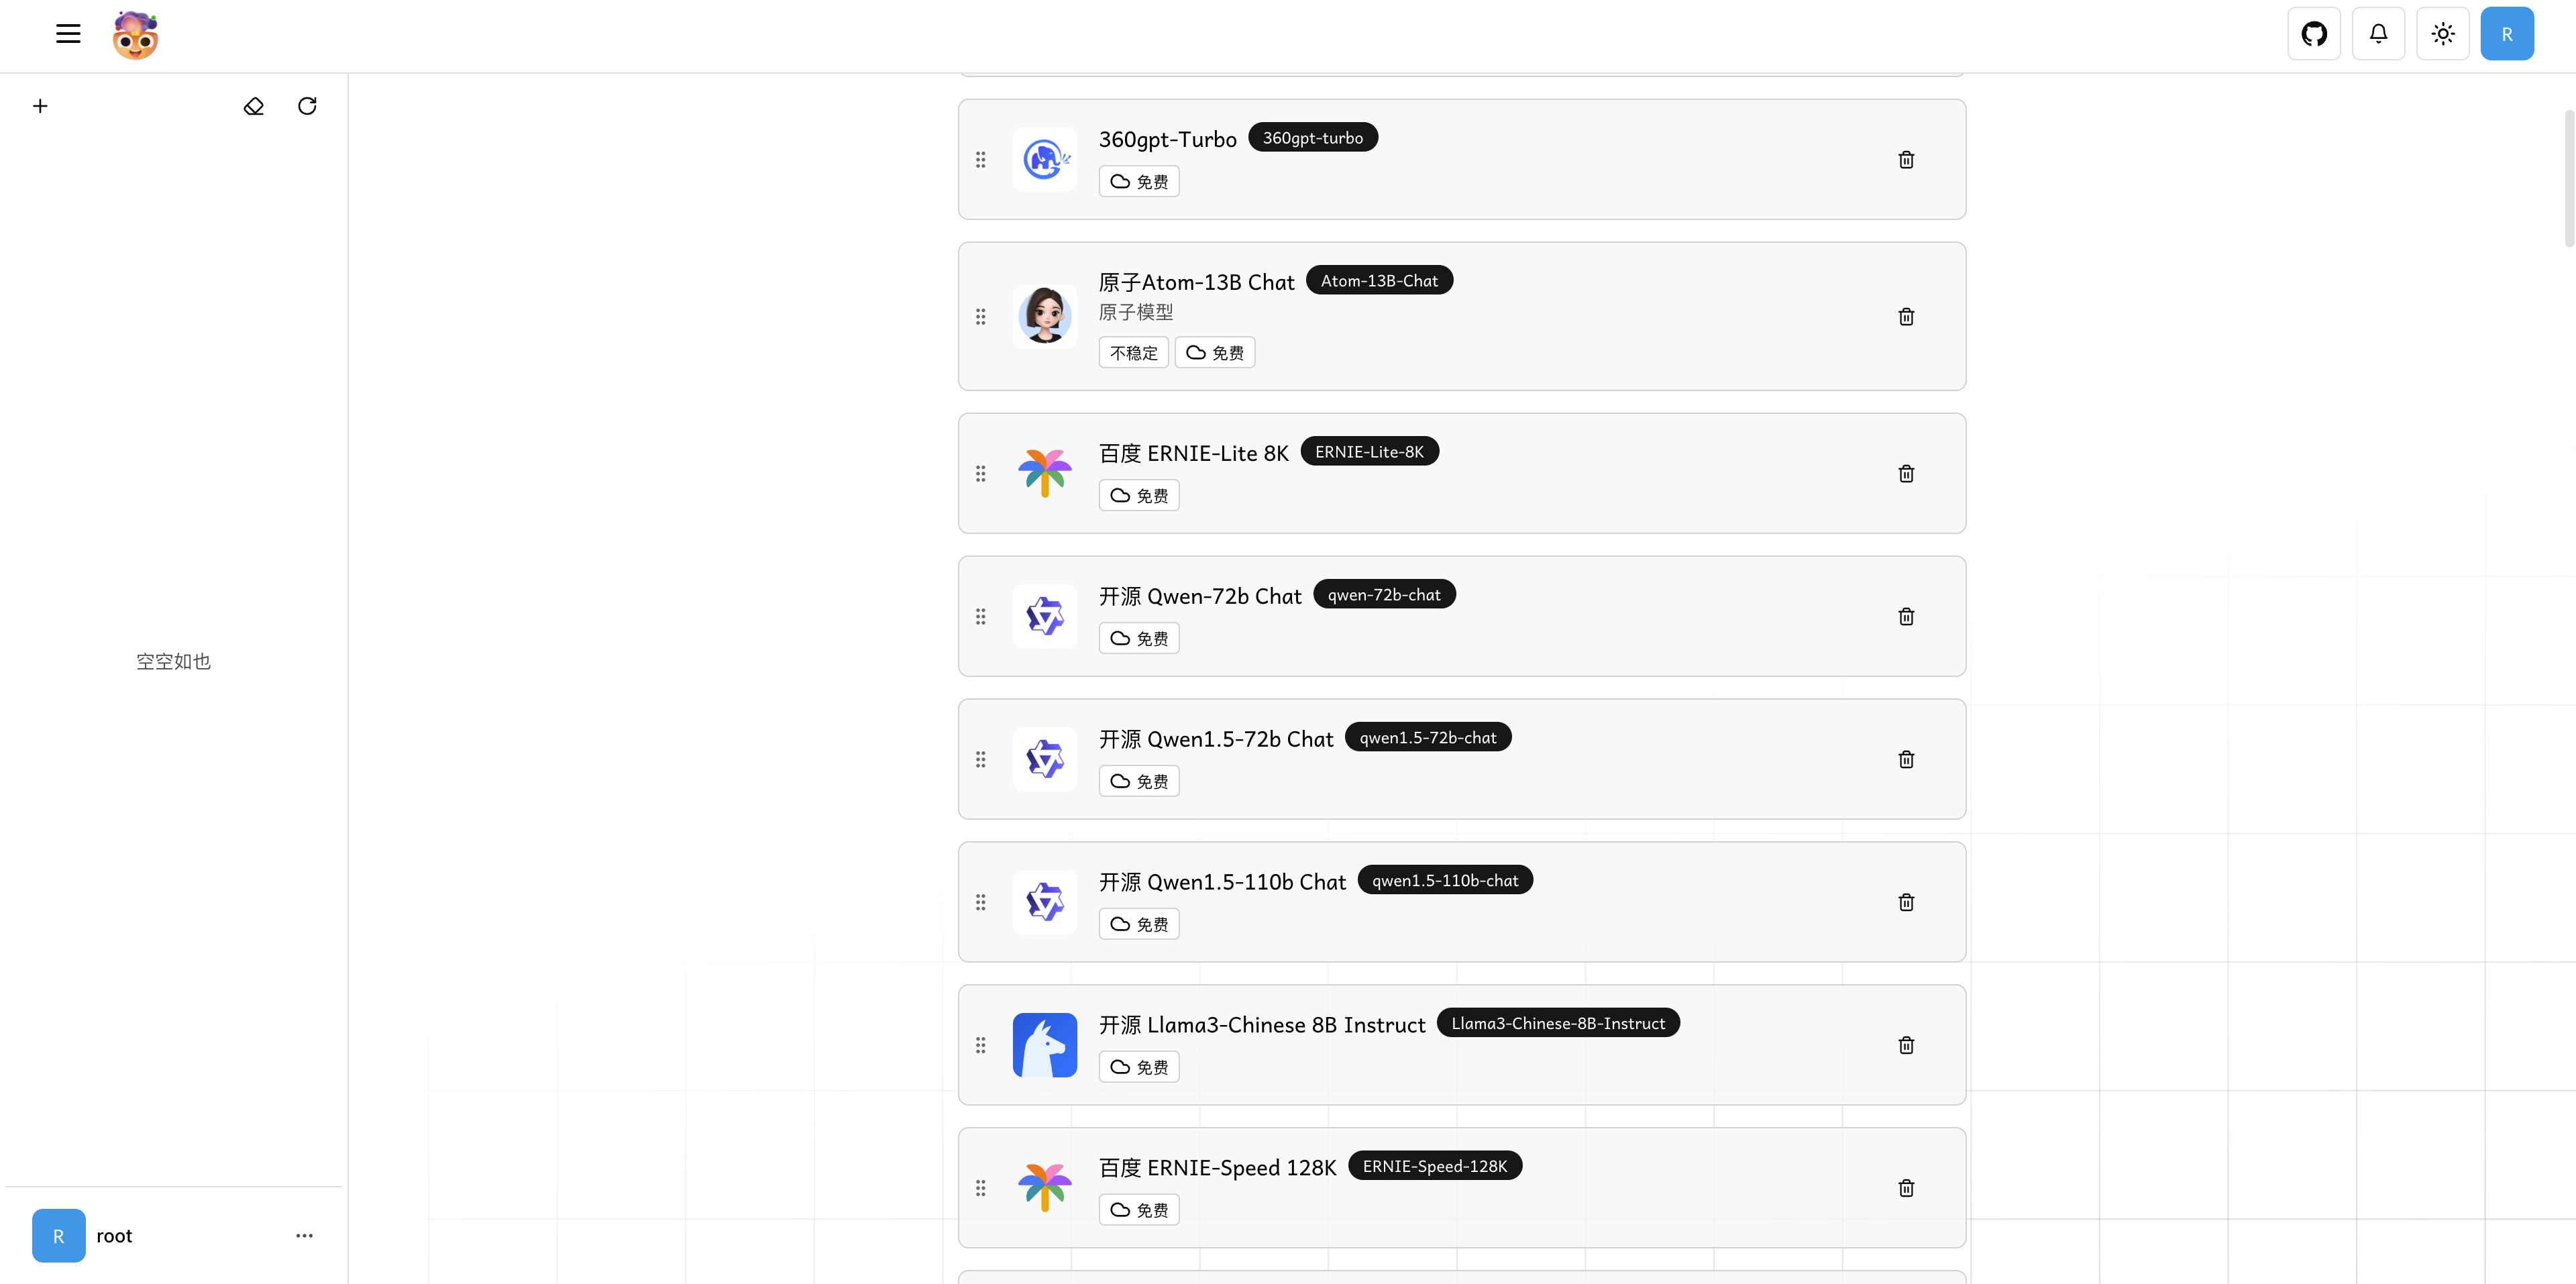 R
空空如也
R
root
360gpt-Turbo
360gpt-turbo
免费
原子Atom-13B Chat
Atom-13B-Chat
原子模型
不稳定
免费
百度 ERNIE-Lite 8K
ERNIE-Lite-8K
免费
开源 Qwen-72b Chat
qwen-72b-chat
免费
开源 Qwen1.5-72b Chat
qwen1.5-72b-chat
免费
开源 Qwen1.5-110b Chat
qwen1.5-110b-chat
免费
开源 Llama3-Chinese 8B Instruct
Llama3-Chinese-8B-Instruct
免费
百度 ERNIE-Speed 128K
ERNIE-Speed-128K
免费